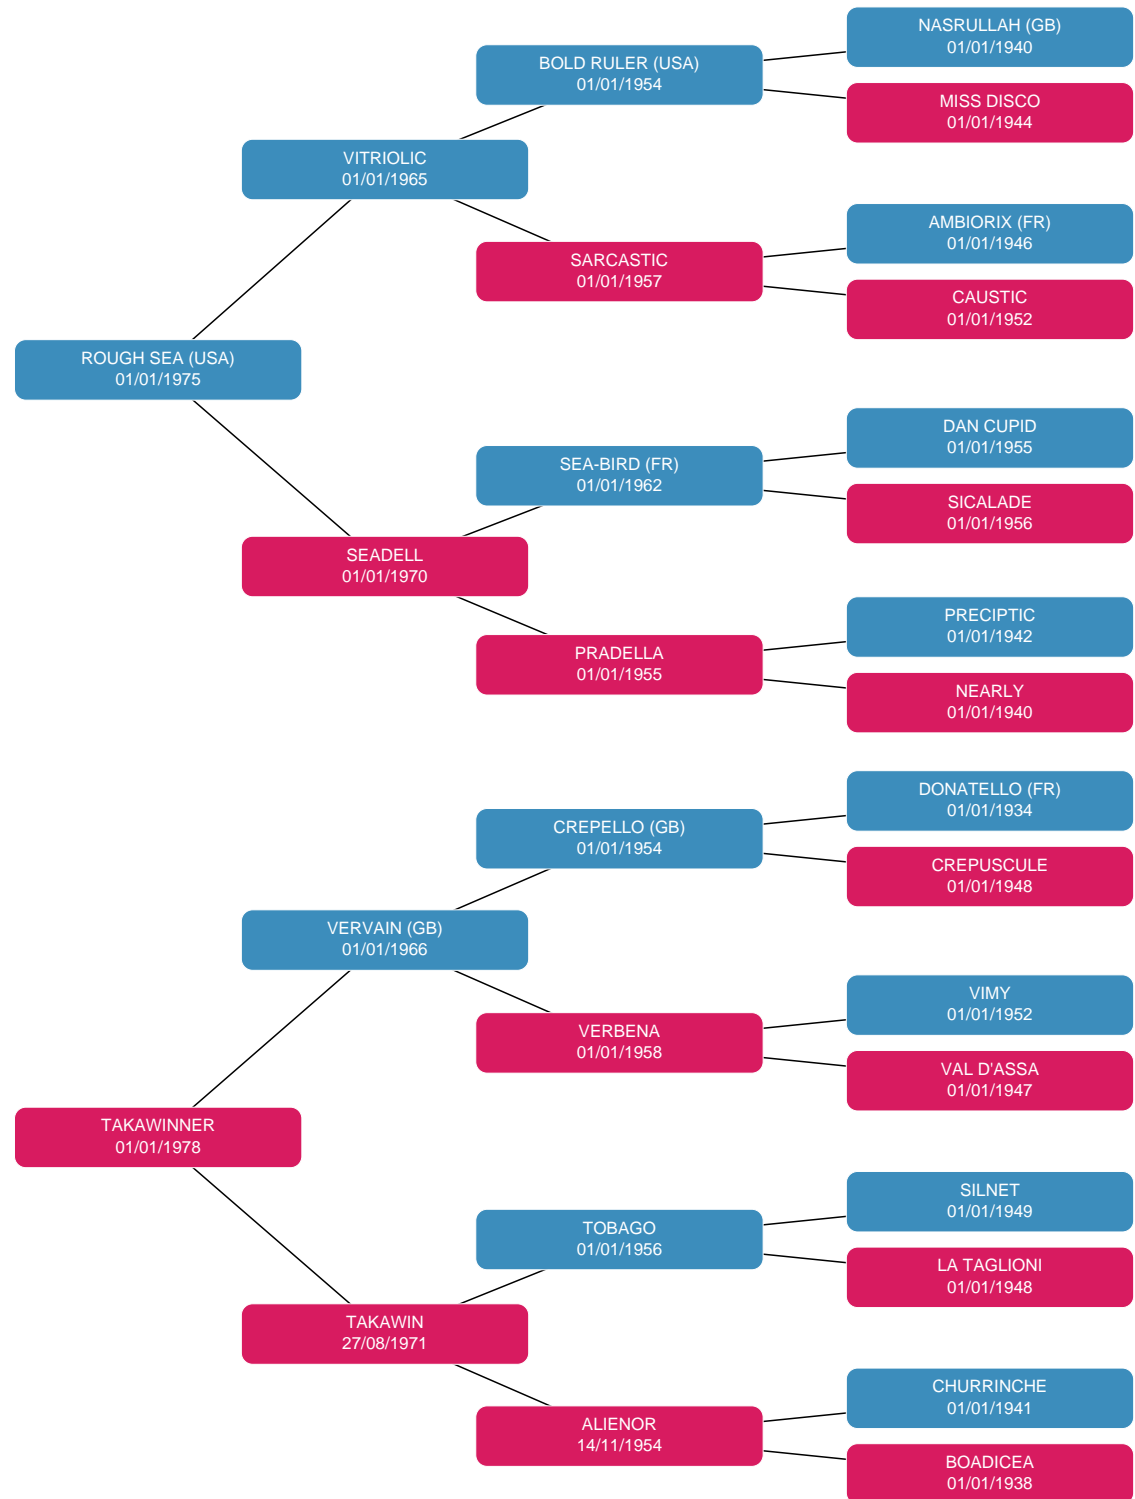 NASRULLAH (GB)
01/01/1940
BOLD RULER (USA)
01/01/1954
MISS DISCO
01/01/1944
VITRIOLIC
01/01/1965
AMBIORIX (FR)
01/01/1946
SARCASTIC
01/01/1957
CAUSTIC
01/01/1952
ROUGH SEA (USA)
01/01/1975
DAN CUPID
01/01/1955
SEA-BIRD (FR)
01/01/1962
SICALADE
01/01/1956
SEADELL
01/01/1970
PRECIPTIC
01/01/1942
PRADELLA
01/01/1955
NEARLY
01/01/1940
DONATELLO (FR)
01/01/1934
CREPELLO (GB)
01/01/1954
CREPUSCULE
01/01/1948
VERVAIN (GB)
01/01/1966
VIMY
01/01/1952
VERBENA
01/01/1958
VAL D'ASSA
01/01/1947
TAKAWINNER
01/01/1978
SILNET
01/01/1949
TOBAGO
01/01/1956
LA TAGLIONI
01/01/1948
TAKAWIN
27/08/1971
CHURRINCHE
01/01/1941
ALIENOR
14/11/1954
BOADICEA
01/01/1938